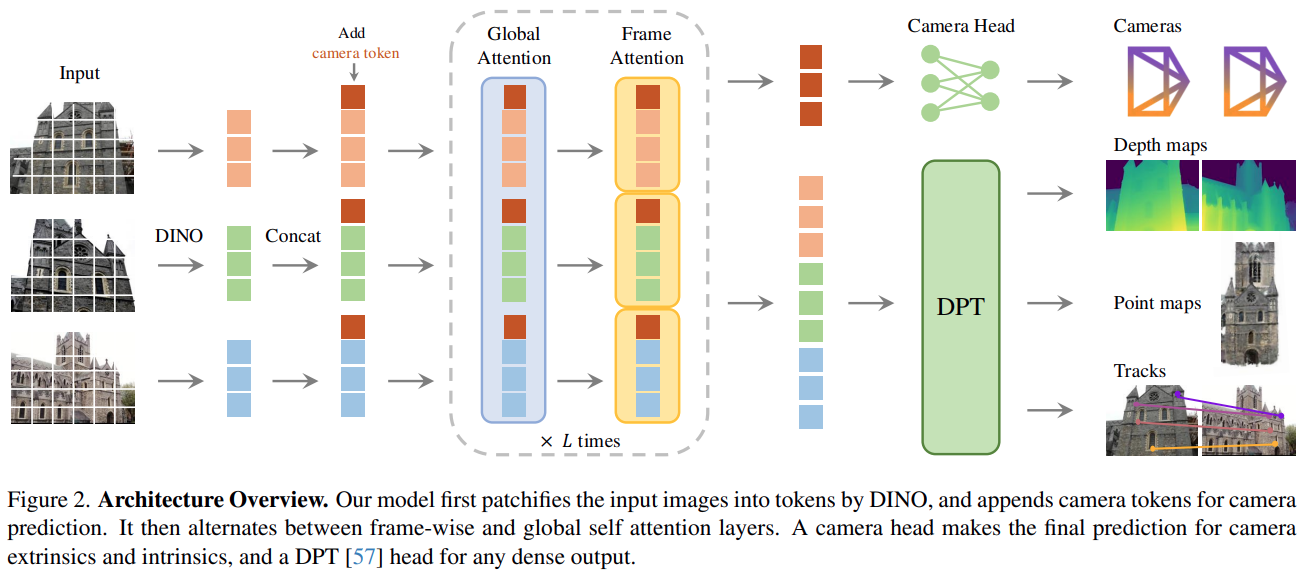 Input
DINO
Concat
Add
camera token
Global
Attention
Frame
Attention
× L times
Camera Head
DPT
Cameras
Depth maps
Point maps
Tracks
Figure 2. Architecture Overview. Our model first patchifies the input images into tokens by DINO, and appends camera tokens for camera
prediction. It then alternates between frame-wise and global self attention layers. A camera head makes the final prediction for camera
extrinsics and intrinsics, and a DPT [57] head for any dense output.